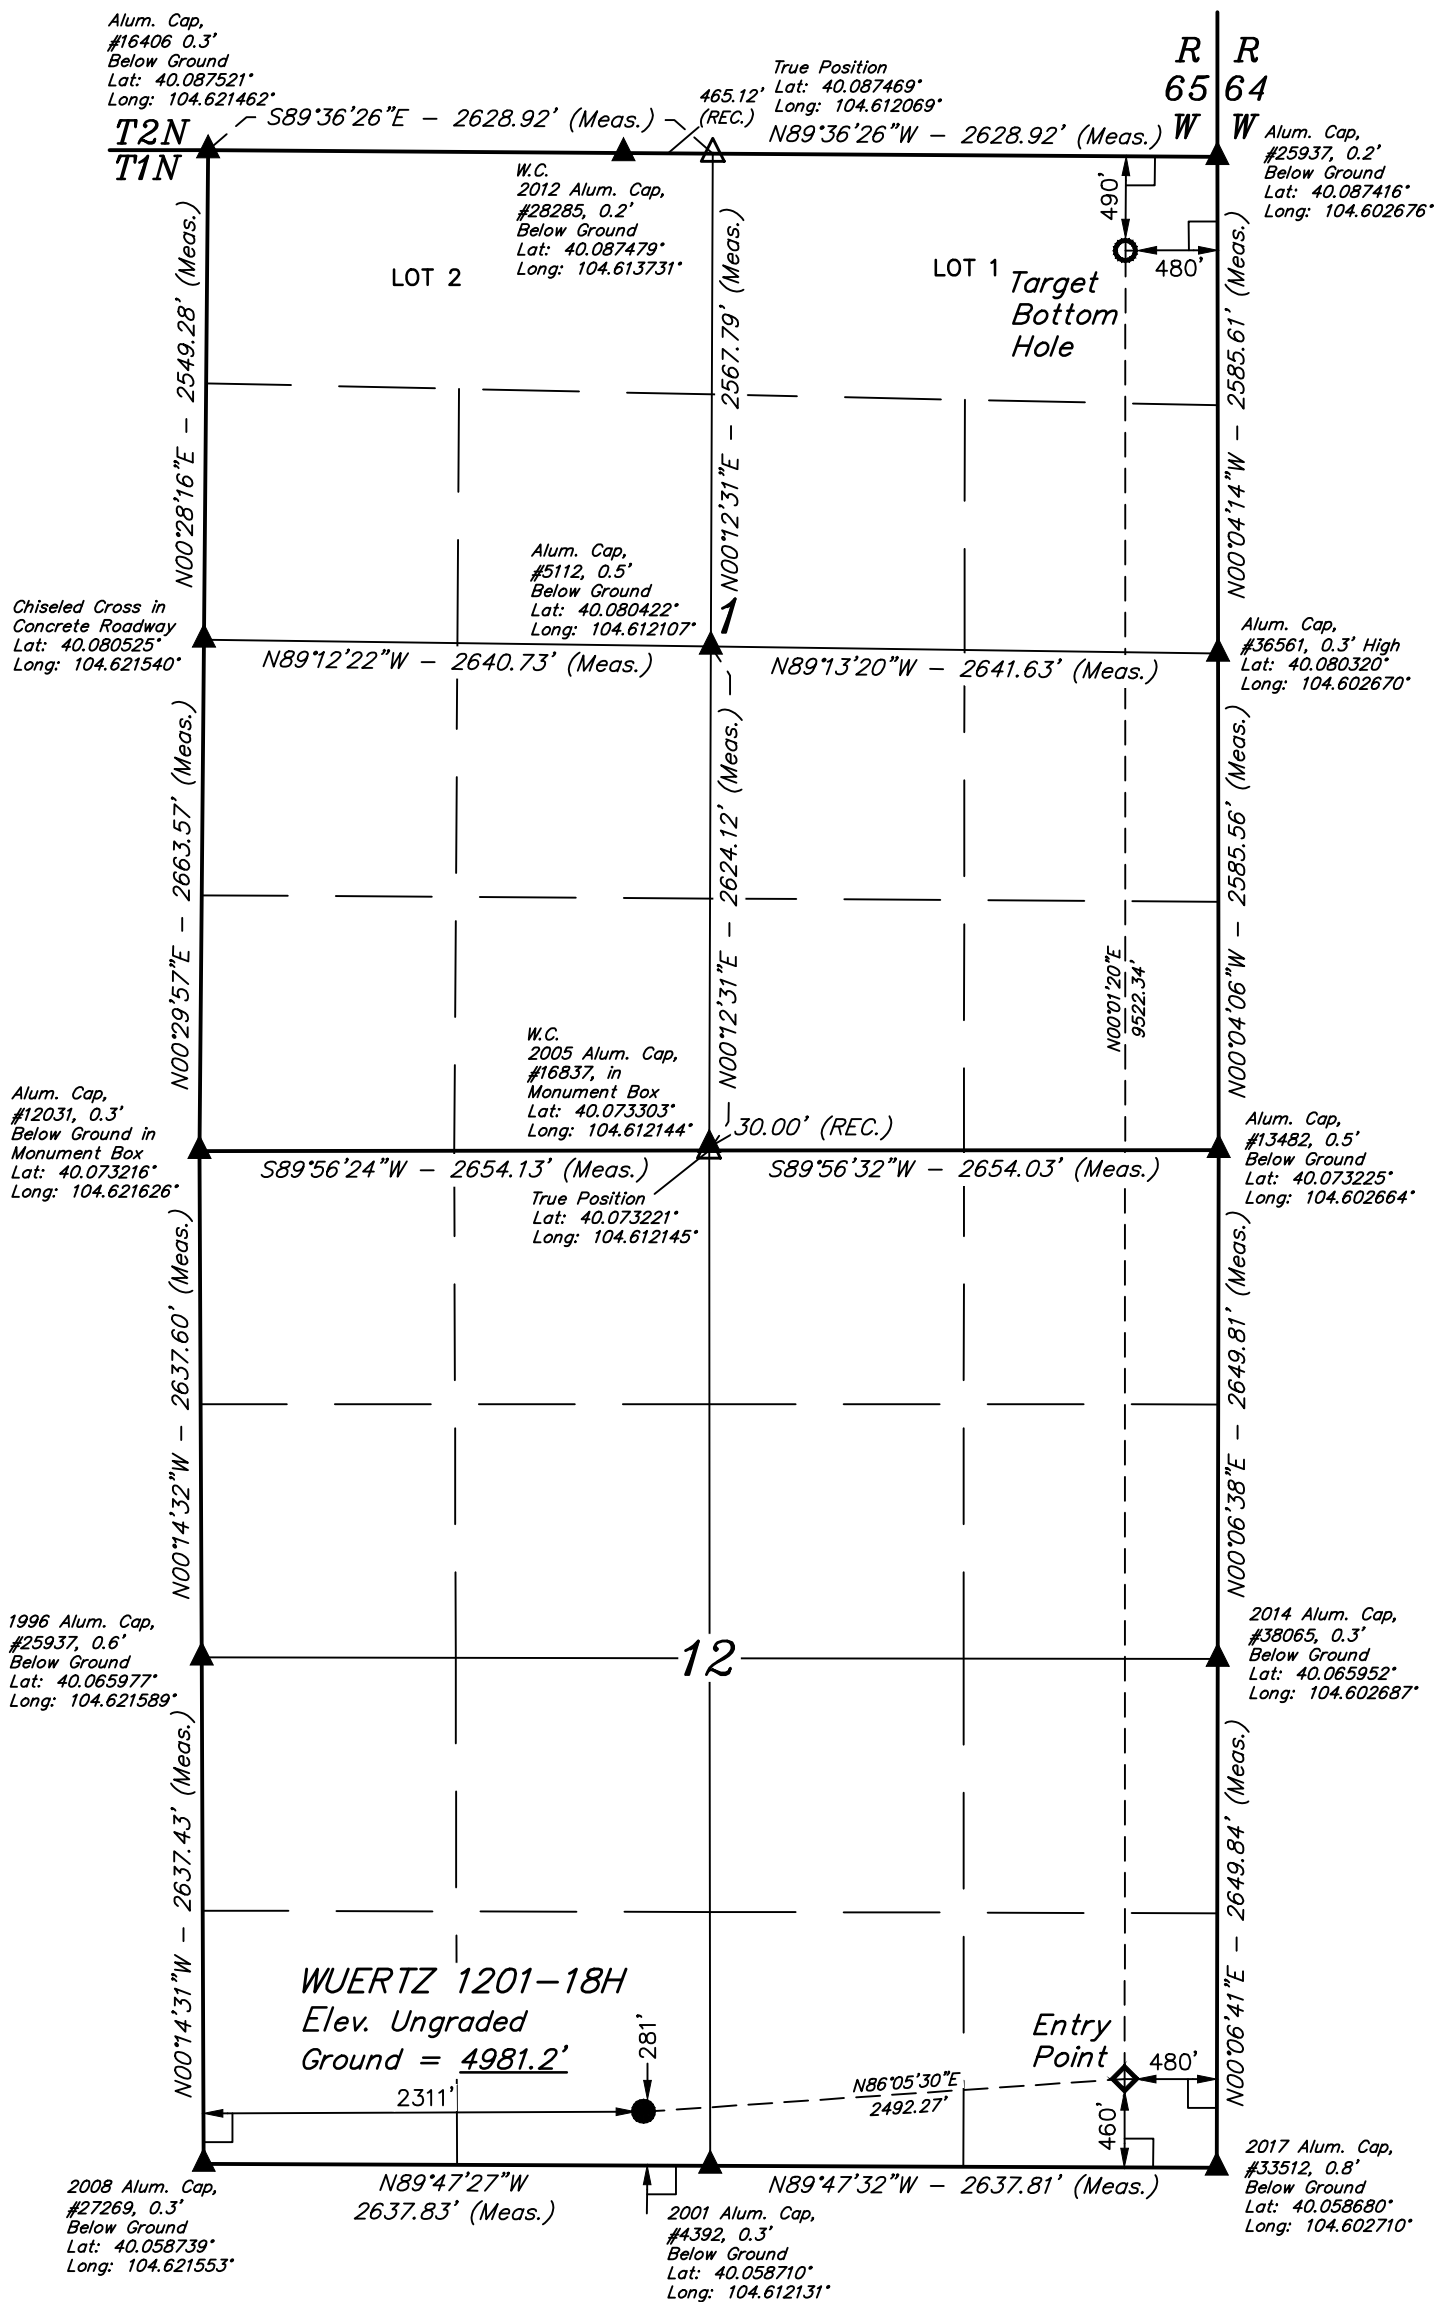 Alum. Cap,
#16406 0.3'
Below Ground
Lat: 40.087521°
Long: 104.621462°
T2N
T1N
S89°36'26"E - 2628.92' (Meas.)
465.12'
(REC.)
True Position
Lat: 40.087469°
Long: 104.612069°
N89°36'26"W - 2628.92' (Meas.)
R R
65 64
W W
Alum. Cap,
#25937, 0.2'
Below Ground
Lat: 40.087416°
Long: 104.602676°
W.C.
2012 Alum. Cap,
#28285, 0.2'
Below Ground
Lat: 40.087479°
Long: 104.613731°
490'
480'
LOT 2
LOT 1
Target
Bottom
Hole
N00°28'16"E - 2549.28' (Meas.)
N00°12'31"E - 2567.79' (Meas.)
N00°04'14"W - 2585.61' (Meas.)
Alum. Cap,
#5112, 0.5'
Below Ground
Lat: 40.080422°
Long: 104.612107°
1
Chiseled Cross in
Concrete Roadway
Lat: 40.080525°
Long: 104.621540°
N89°12'22"W - 2640.73' (Meas.)
N89°13'20"W - 2641.63' (Meas.)
Alum. Cap,
#36561, 0.3' High
Lat: 40.080320°
Long: 104.602670°
N00°29'57"E - 2663.57' (Meas.)
N00°12'31"E - 2624.12' (Meas.)
N00°01'20"E
9522.34'
N00°04'06"W - 2585.56' (Meas.)
W.C.
2005 Alum. Cap,
#16837, in
Monument Box
Lat: 40.073303°
Long: 104.612144°
30.00' (REC.)
Alum. Cap,
#12031, 0.3'
Below Ground in
Monument Box
Lat: 40.073216°
Long: 104.621626°
S89°56'24"W - 2654.13' (Meas.)
S89°56'32"W - 2654.03' (Meas.)
Alum. Cap,
#13482, 0.5'
Below Ground
Lat: 40.073225°
Long: 104.602664°
True Position
Lat: 40.073221°
Long: 104.612145°
N00°14'32"W - 2637.60' (Meas.)
N00°06'38"E - 2649.81' (Meas.)
1996 Alum. Cap,
#25937, 0.6'
Below Ground
Lat: 40.065977°
Long: 104.621589°
12
2014 Alum. Cap,
#38065, 0.3'
Below Ground
Lat: 40.065952°
Long: 104.602687°
N00°14'31"W - 2637.43' (Meas.)
N00°06'41"E - 2649.84' (Meas.)
WUERTZ 1201-18H
Elev. Ungraded
Ground = 4981.2'
281'
2311'
N86°05'30"E
2492.27'
Entry
Point
480'
460'
2008 Alum. Cap,
#27269, 0.3'
Below Ground
Lat: 40.058739°
Long: 104.621553°
N89°47'27"W
2637.83' (Meas.)
2001 Alum. Cap,
#4392, 0.3'
Below Ground
Lat: 40.058710°
Long: 104.612131°
N89°47'32"W - 2637.81' (Meas.)
2017 Alum. Cap,
#33512, 0.8'
Below Ground
Lat: 40.058680°
Long: 104.602710°